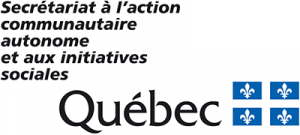 Secrétariat à l'action
communautaire
autonome
et aux initiatives
sociales
Québec